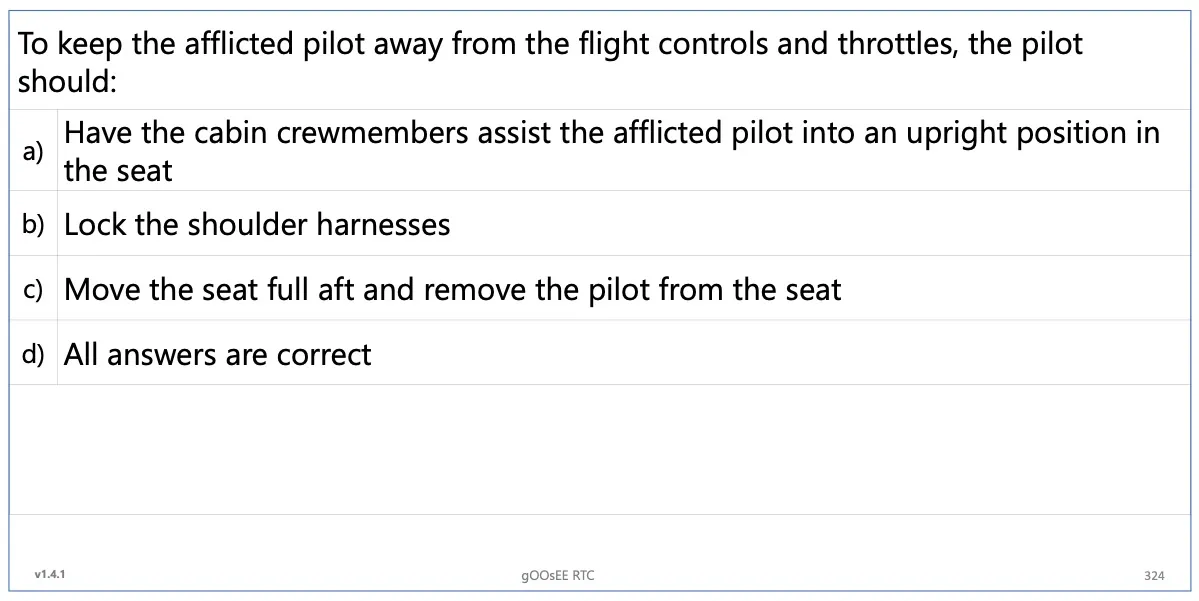 To keep the afflicted pilot away from the flight controls and throttles, the pilot
should:
a) Have the cabin crewmembers assist the afflicted pilot into an upright position in
the seat
b) Lock the shoulder harnesses
c) Move the seat full aft and remove the pilot from the seat
d) All answers are correct
v1.4.1 gOOsEE RTC 324